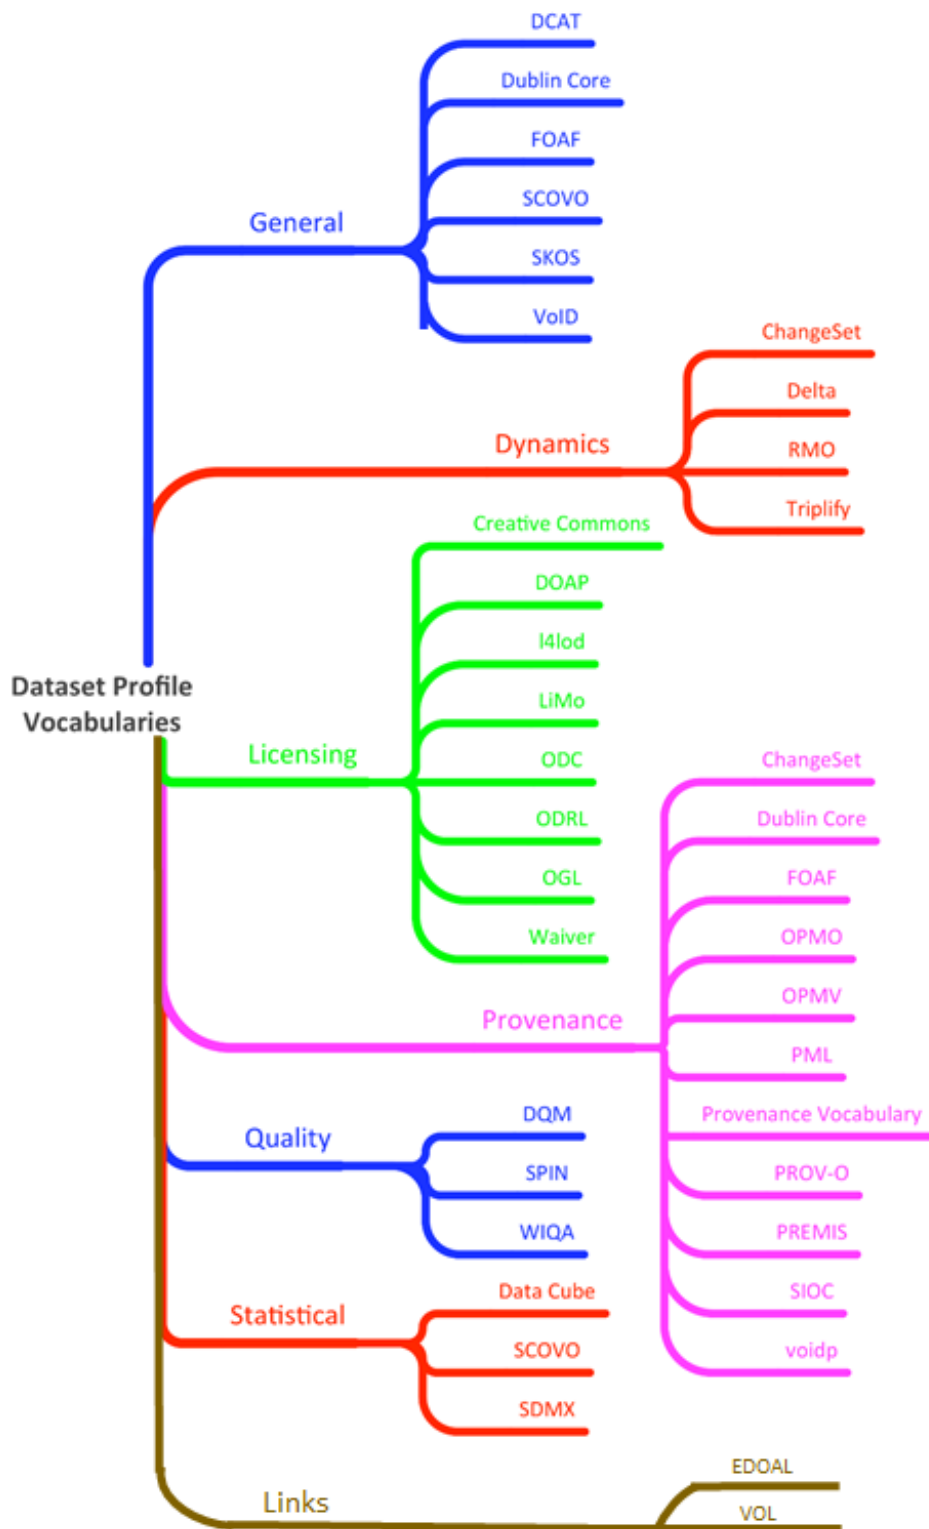 DCAT
Dublin Core
FOAF
SCOVO
General
SKOS
VoID
ChangeSet
Delta
Dynamics
RMO
Triplify
Creative Commons
DOAP
l4lod
Dataset Profile
Vocabularies
LiMo
Licensing
ODC
ODRL
OGL
Waiver
ChangeSet
Dublin Core
FOAF
OPMO
OPMV
Provenance
PML
Provenance Vocabulary
PROV-O
PREMIS
SIOC
voidp
Quality
DQM
SPIN
WIQA
Statistical
Data Cube
SCOVO
SDMX
Links
EDOAL
VOL